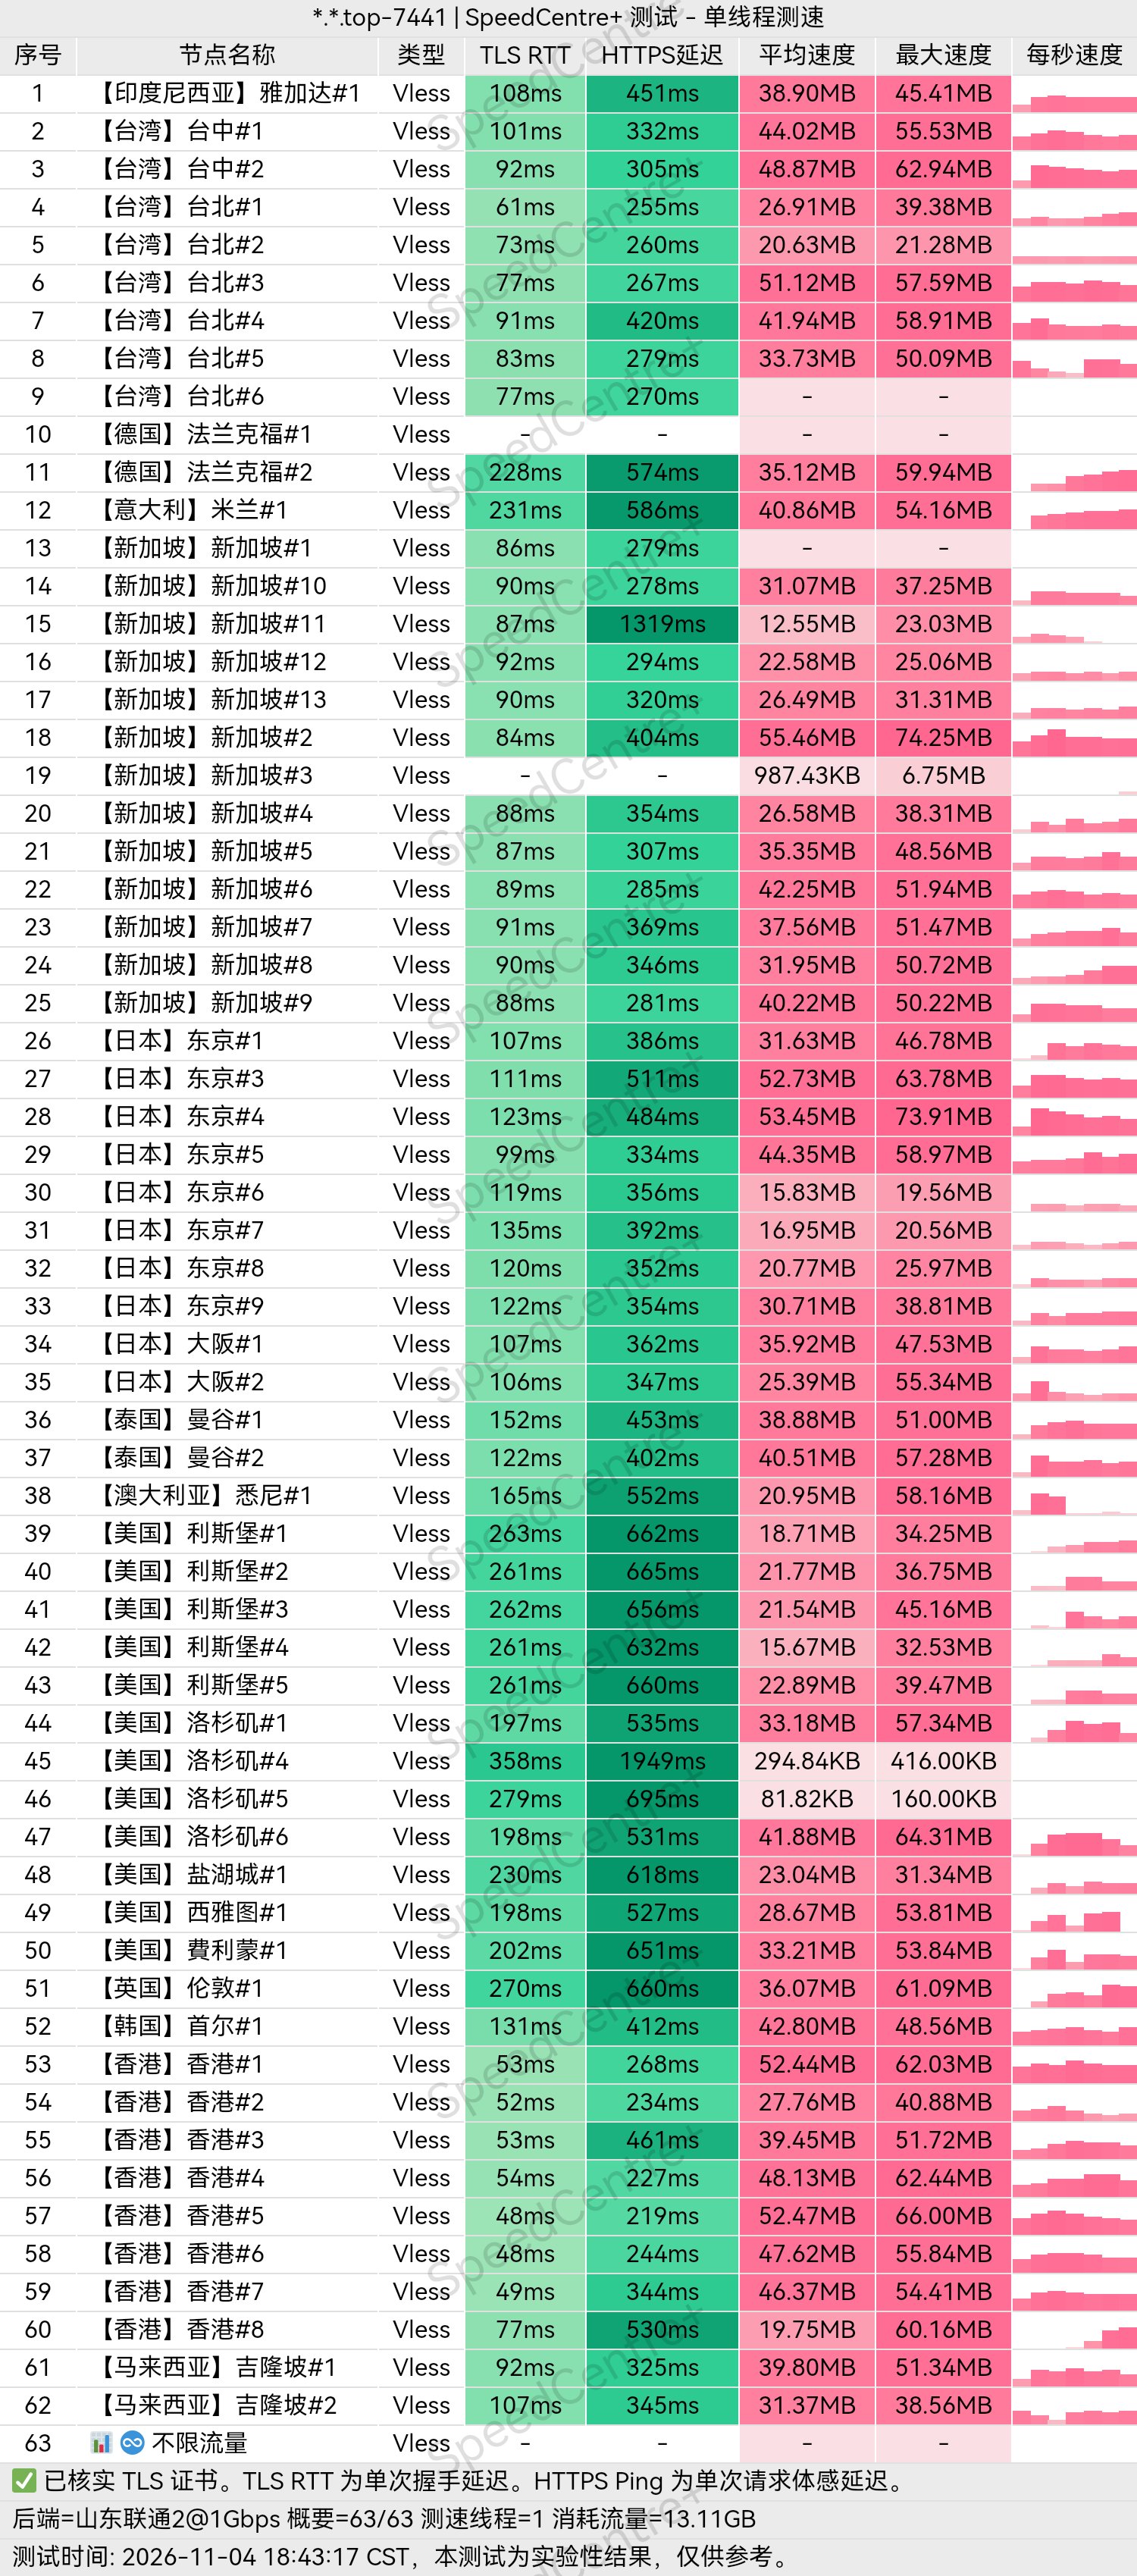 *.*.top-7441 | SpeedCentre+ 测试 - 单线程测速
序号 节点名称 类型 TLS RTT HTTPS延迟 平均速度 最大速度 每秒速度
1 【印度尼西亚】雅加达#1 Vless 108ms 451ms 38.90MB 45.41MB
2 【台湾】台中#1 Vless 101ms 332ms 44.02MB 55.53MB
3 【台湾】台中#2 Vless 92ms 305ms 48.87MB 62.94MB
4 【台湾】台北#1 Vless 61ms 255ms 26.91MB 39.38MB
5 【台湾】台北#2 Vless 73ms 260ms 20.63MB 21.28MB
6 【台湾】台北#3 Vless 77ms 267ms 51.12MB 57.59MB
7 【台湾】台北#4 Vless 91ms 420ms 41.94MB 58.91MB
8 【台湾】台北#5 Vless 83ms 279ms 33.73MB 50.09MB
9 【台湾】台北#6 Vless 77ms 270ms - -
10 【德国】法兰克福#1 Vless - - - -
11 【德国】法兰克福#2 Vless 228ms 574ms 35.12MB 59.94MB
12 【意大利】米兰#1 Vless 231ms 586ms 40.86MB 54.16MB
13 【新加坡】新加坡#1 Vless 86ms 279ms - -
14 【新加坡】新加坡#10 Vless 90ms 278ms 31.07MB 37.25MB
15 【新加坡】新加坡#11 Vless 87ms 1319ms 12.55MB 23.03MB
16 【新加坡】新加坡#12 Vless 92ms 294ms 22.58MB 25.06MB
17 【新加坡】新加坡#13 Vless 90ms 320ms 26.49MB 31.31MB
18 【新加坡】新加坡#2 Vless 84ms 404ms 55.46MB 74.25MB
19 【新加坡】新加坡#3 Vless - - 987.43KB 6.75MB
20 【新加坡】新加坡#4 Vless 88ms 354ms 26.58MB 38.31MB
21 【新加坡】新加坡#5 Vless 87ms 307ms 35.35MB 48.56MB
22 【新加坡】新加坡#6 Vless 89ms 285ms 42.25MB 51.94MB
23 【新加坡】新加坡#7 Vless 91ms 369ms 37.56MB 51.47MB
24 【新加坡】新加坡#8 Vless 90ms 346ms 31.95MB 50.72MB
25 【新加坡】新加坡#9 Vless 88ms 281ms 40.22MB 50.22MB
26 【日本】东京#1 Vless 107ms 386ms 31.63MB 46.78MB
27 【日本】东京#3 Vless 111ms 511ms 52.73MB 63.78MB
28 【日本】东京#4 Vless 123ms 484ms 53.45MB 73.91MB
29 【日本】东京#5 Vless 99ms 334ms 44.35MB 58.97MB
30 【日本】东京#6 Vless 119ms 356ms 15.83MB 19.56MB
31 【日本】东京#7 Vless 135ms 392ms 16.95MB 20.56MB
32 【日本】东京#8 Vless 120ms 352ms 20.77MB 25.97MB
33 【日本】东京#9 Vless 122ms 354ms 30.71MB 38.81MB
34 【日本】大阪#1 Vless 107ms 362ms 35.92MB 47.53MB
35 【日本】大阪#2 Vless 106ms 347ms 25.39MB 55.34MB
36 【泰国】曼谷#1 Vless 152ms 453ms 38.88MB 51.00MB
37 【泰国】曼谷#2 Vless 122ms 402ms 40.51MB 57.28MB
38 【澳大利亚】悉尼#1 Vless 165ms 552ms 20.95MB 58.16MB
39 【美国】利斯堡#1 Vless 263ms 662ms 18.71MB 34.25MB
40 【美国】利斯堡#2 Vless 261ms 665ms 21.77MB 36.75MB
41 【美国】利斯堡#3 Vless 262ms 656ms 21.54MB 45.16MB
42 【美国】利斯堡#4 Vless 261ms 632ms 15.67MB 32.53MB
43 【美国】利斯堡#5 Vless 261ms 660ms 22.89MB 39.47MB
44 【美国】洛杉矶#1 Vless 197ms 535ms 33.18MB 57.34MB
45 【美国】洛杉矶#4 Vless 358ms 1949ms 294.84KB 416.00KB
46 【美国】洛杉矶#5 Vless 279ms 695ms 81.82KB 160.00KB
47 【美国】洛杉矶#6 Vless 198ms 531ms 41.88MB 64.31MB
48 【美国】盐湖城#1 Vless 230ms 618ms 23.04MB 31.34MB
49 【美国】西雅图#1 Vless 198ms 527ms 28.67MB 53.81MB
50 【美国】費利蒙#1 Vless 202ms 651ms 33.21MB 53.84MB
51 【英国】伦敦#1 Vless 270ms 660ms 36.07MB 61.09MB
52 【韩国】首尔#1 Vless 131ms 412ms 42.80MB 48.56MB
53 【香港】香港#1 Vless 53ms 268ms 52.44MB 62.03MB
54 【香港】香港#2 Vless 52ms 234ms 27.76MB 40.88MB
55 【香港】香港#3 Vless 53ms 461ms 39.45MB 51.72MB
56 【香港】香港#4 Vless 54ms 227ms 48.13MB 62.44MB
57 【香港】香港#5 Vless 48ms 219ms 52.47MB 66.00MB
58 【香港】香港#6 Vless 48ms 244ms 47.62MB 55.84MB
59 【香港】香港#7 Vless 49ms 344ms 46.37MB 54.41MB
60 【香港】香港#8 Vless 77ms 530ms 19.75MB 60.16MB
61 【马来西亚】吉隆坡#1 Vless 92ms 325ms 39.80MB 51.34MB
62 【马来西亚】吉隆坡#2 Vless 107ms 345ms 31.37MB 38.56MB
63 📊 ♾️ 不限流量 Vless - - - -
✅ 已核实 TLS 证书。TLS RTT 为单次握手延迟。HTTPS Ping 为单次请求体感延迟。
后端=山东联通2@1Gbps 概要=63/63 测速线程=1 消耗流量=13.11GB
测试时间: 2026-11-04 18:43:17 CST，本测试为实验性结果，仅供参考。